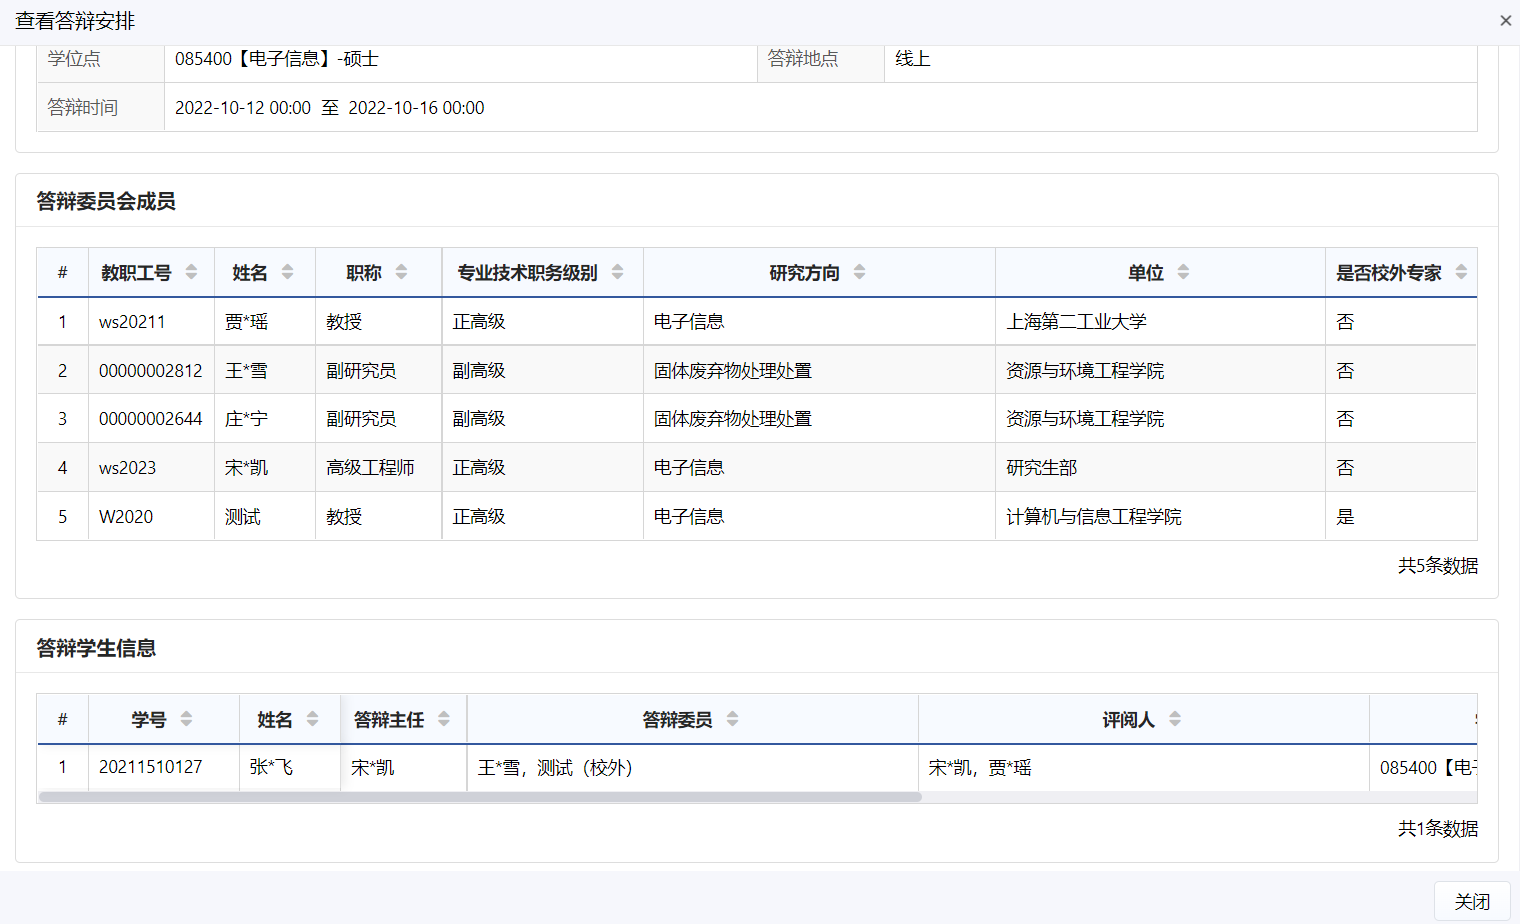 查看答辩安排
学位点 085400【电子信息】-硕士 答辩地点 线上
答辩时间 2022-10-12 00:00 至 2022-10-16 00:00
答辩委员会成员
# 教职工号 姓名 职称 专业技术职务级别 研究方向 单位 是否校外专家
1 ws20211 贾*瑶 教授 正高级 电子信息 上海第二工业大学 否
2 00000002812 王*雪 副研究员 副高级 固体废弃物处理处置 资源与环境工程学院 否
3 00000002644 庄*宁 副研究员 副高级 固体废弃物处理处置 资源与环境工程学院 否
4 ws2023 宋*凯 高级工程师 正高级 电子信息 研究生部 否
5 W2020 测试 教授 正高级 电子信息 计算机与信息工程学院 是
共5条数据
答辩学生信息
# 学号 姓名 答辩主任 答辩委员 评阅人
1 20211510127 张*飞 宋*凯 王*雪，测试（校外） 宋*凯，贾*瑶 085400【电
共1条数据
关闭